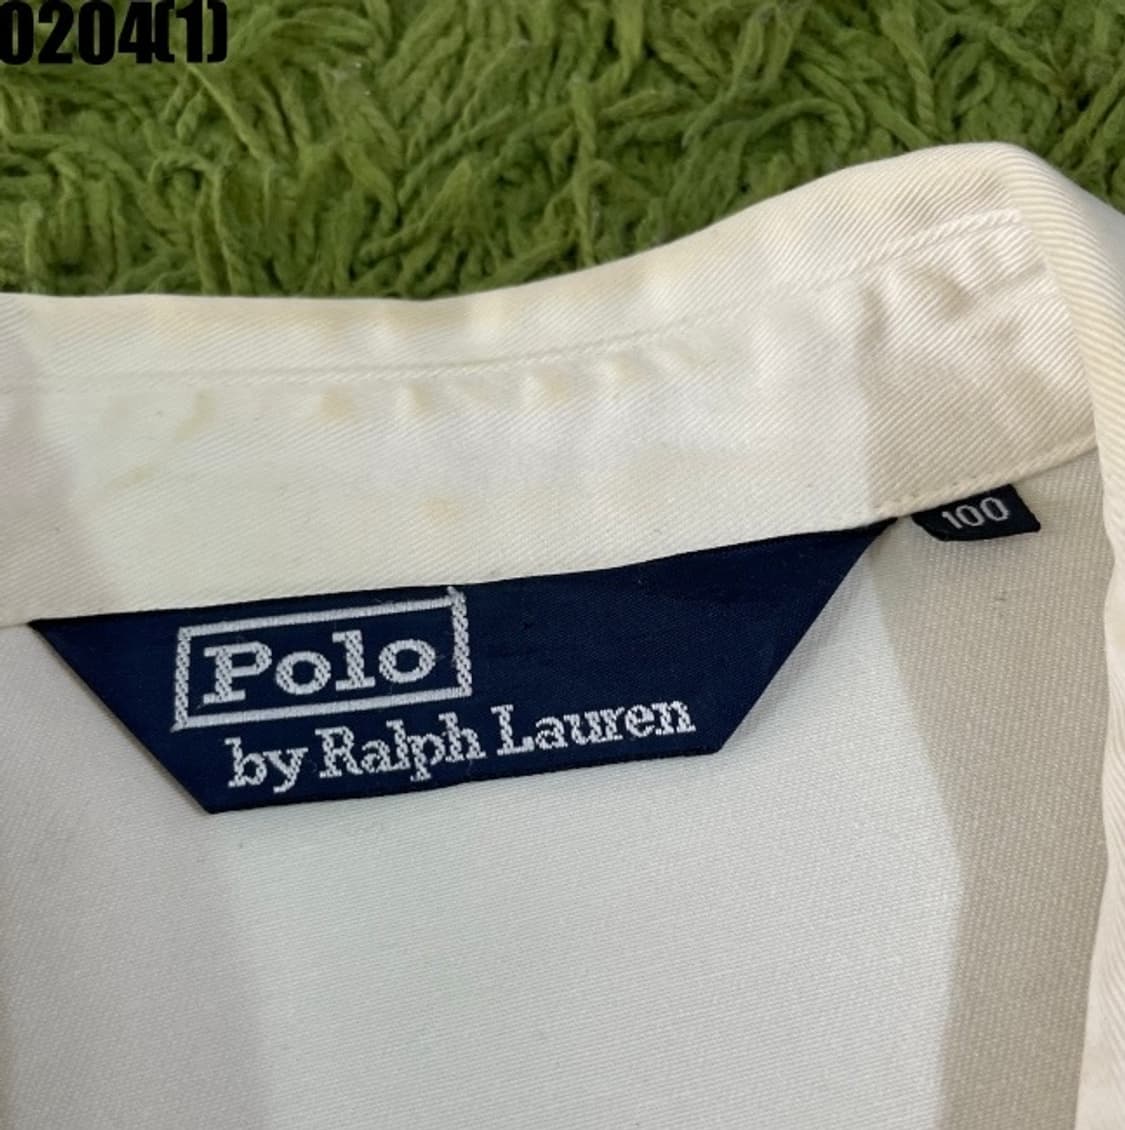 0204(1)
100
Polo
by Ralph Lauren